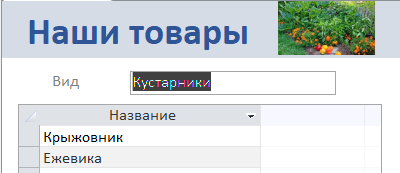 Наши товары
Вид Кустарники
Название
Крыжовник
Ежевика